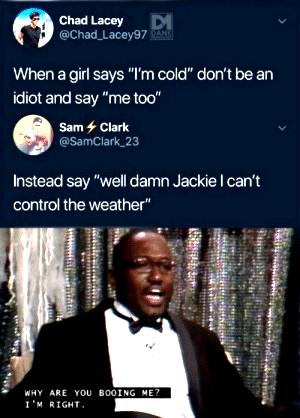 Chad Lacey
@Chad_Lacey97
DANK
When a girl says "I'm cold" don't be an
idiot and say "me too"
Sam⚡Clark
@SamClark_23
Instead say "well damn Jackie I can't
control the weather"
WHY ARE YOU BOOING ME?
I'M RIGHT.